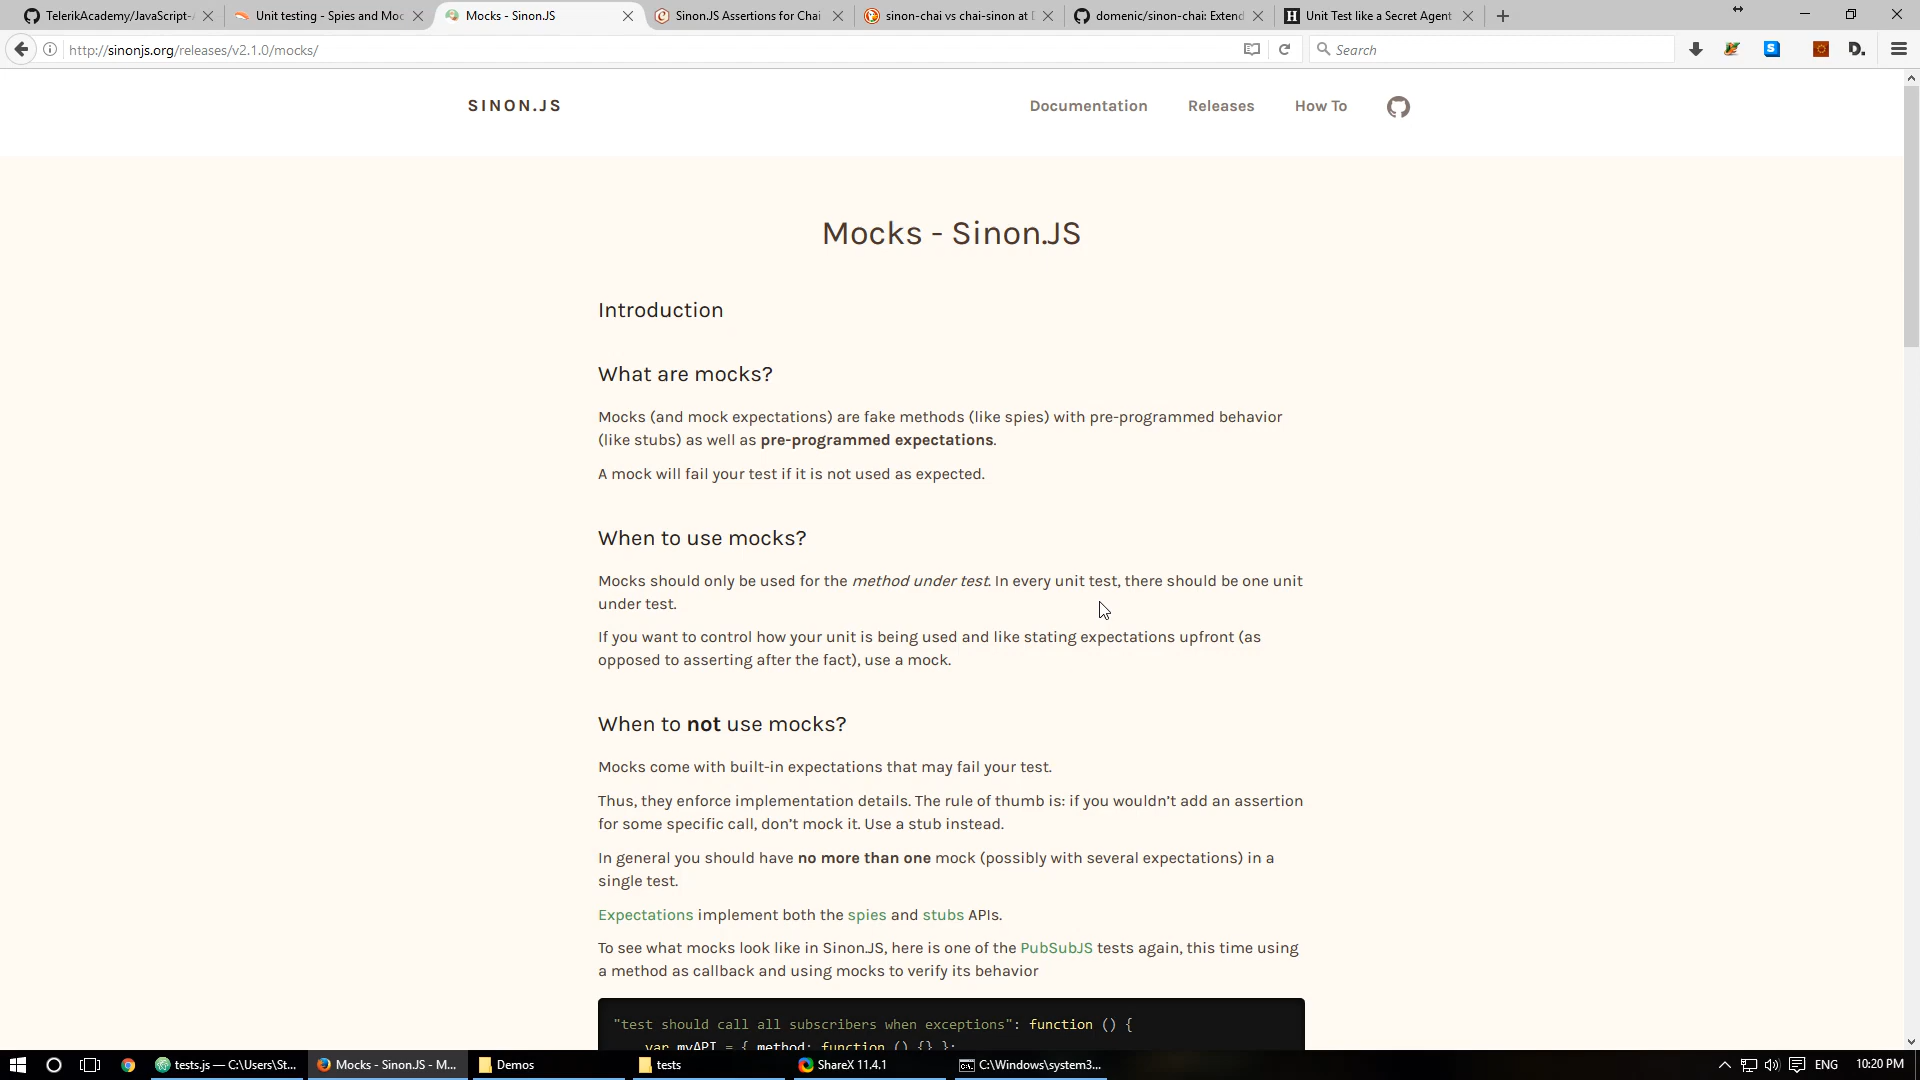 TelerikAcademy/JavaScript-
Unit testing - Spies and Moc
Mocks - Sinon.JS
Sinon.JS Assertions for Chai
sinon-chai vs chai-sinon at
domenic/sinon-chai: Extend
Unit Test like a Secret Agent
http://sinonjs.org/releases/v2.1.0/mocks/
Search
SINON.JS
Documentation
Releases
How To
Mocks - Sinon.JS
Introduction
What are mocks?
Mocks (and mock expectations) are fake methods (like spies) with pre-programmed behavior
(like stubs) as well as pre-programmed expectations.
A mock will fail your test if it is not used as expected.
When to use mocks?
Mocks should only be used for the method under test. In every unit test, there should be one unit
under test.
If you want to control how your unit is being used and like stating expectations upfront (as
opposed to asserting after the fact), use a mock.
When to not use mocks?
Mocks come with built-in expectations that may fail your test.
Thus, they enforce implementation details. The rule of thumb is: if you wouldn’t add an assertion
for some specific call, don’t mock it. Use a stub instead.
In general you should have no more than one mock (possibly with several expectations) in a
single test.
Expectations implement both the spies and stubs APIs.
To see what mocks look like in Sinon.JS, here is one of the PubSubJS tests again, this time using
a method as callback and using mocks to verify its behavior
"test should call all subscribers when exceptions": function () {
var myAPI = { method: function () {} };
tests.js — C:\Users\St...
Mocks - Sinon.JS - M...
Demos
tests
ShareX 11.4.1
C:\Windows\system3...
ENG
10:20 PM